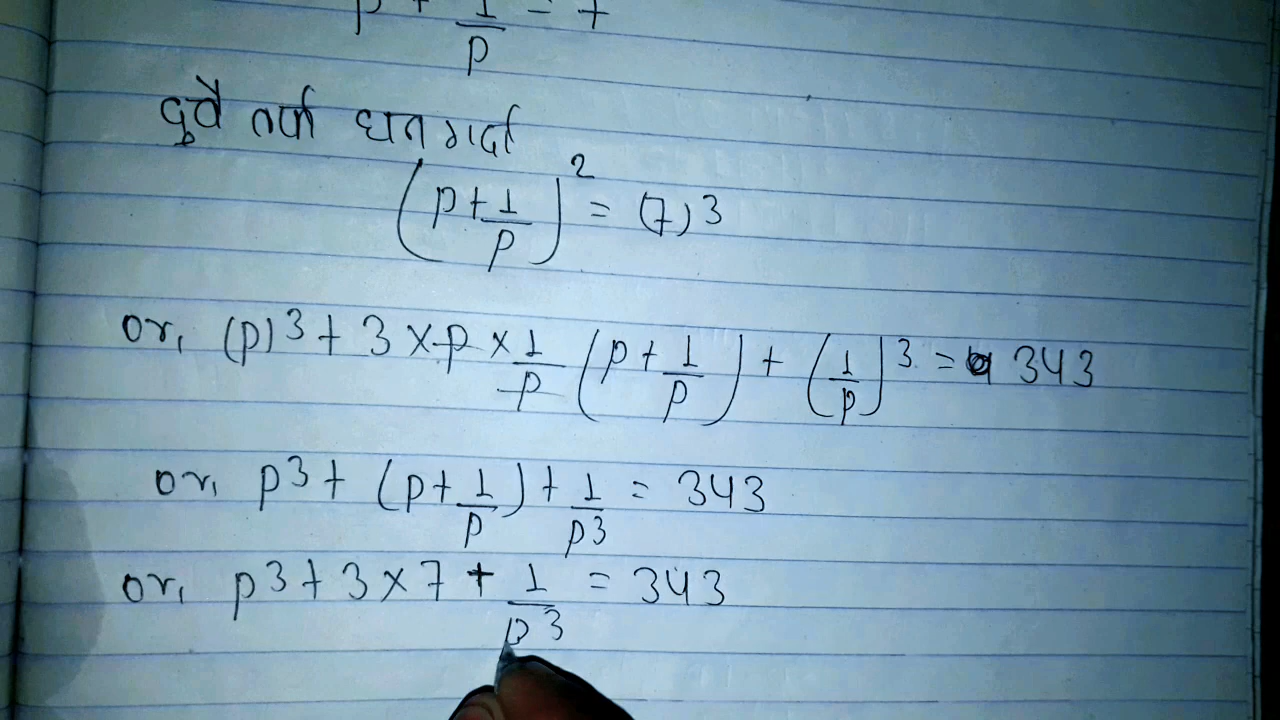 p + 1/p = 7
दुवै तर्फ घन गर्दा
(p + 1/p)² = (7)³
or, (p)³ + 3 × p × 1/p (p + 1/p) + (1/p)³ = 343
or, p³ + (p + 1/p) + 1/p³ = 343
or, p³ + 3 × 7 + 1/p³ = 343